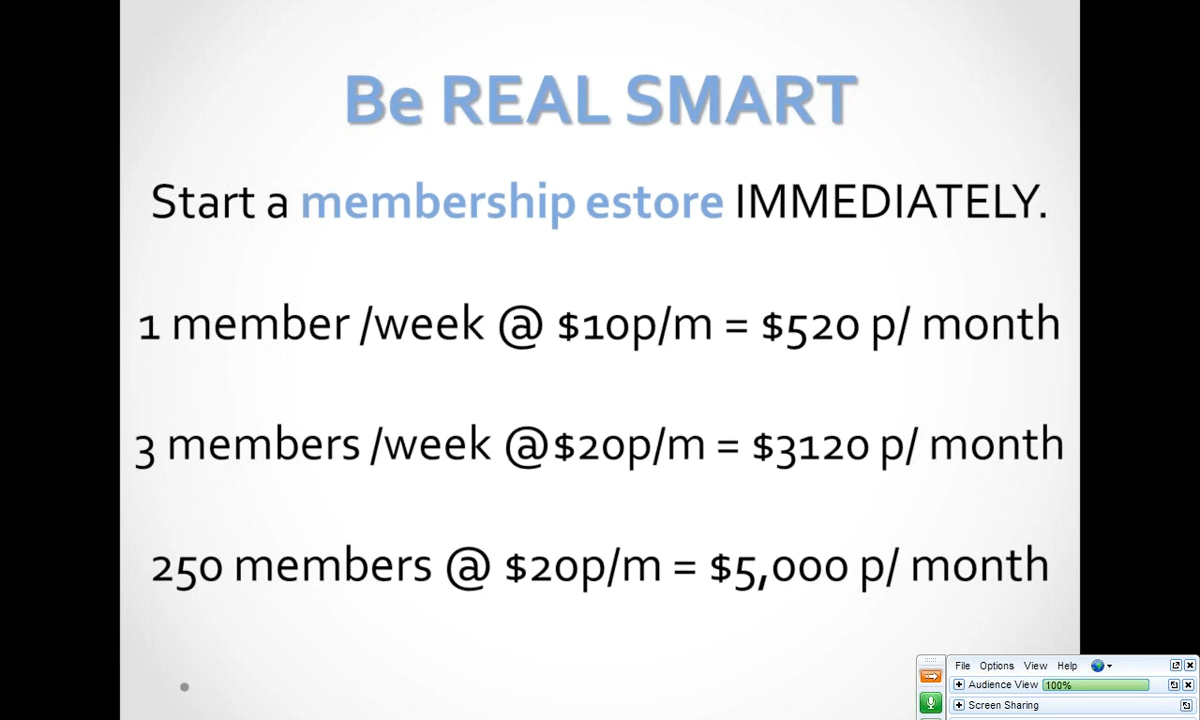 Be REAL SMART
Start a membership estore IMMEDIATELY.
1 member /week @ $10p/m = $520 p/ month
3 members /week @$20p/m = $3120 p/ month
250 members @ $20p/m = $5,000 p/ month
File Options View Help
Audience View 100%
Screen Sharing